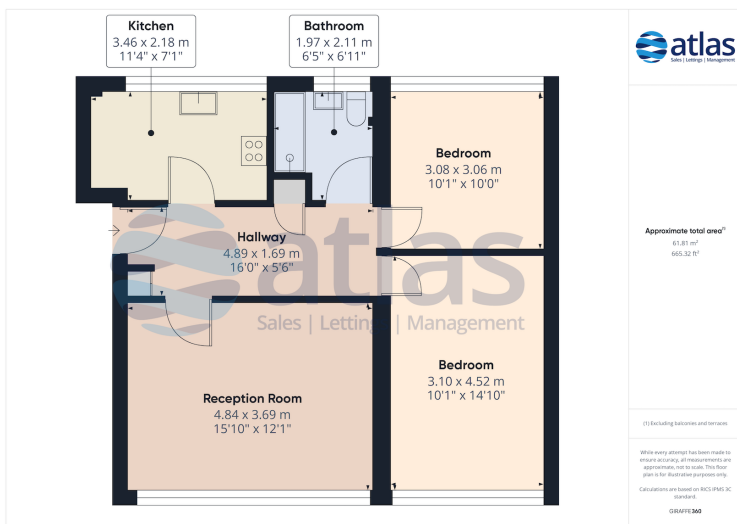 Kitchen
3.46 x 2.18 m
11'4" x 7'1"
Bathroom
1.97 x 2.11 m
6'5" x 6'11"
Bedroom
3.08 x 3.06 m
10'1" x 10'0"
Hallway
4.89 x 1.69 m
16'0" x 5'6"
atlas
Sales | Letting | Management
Bedroom
3.10 x 4.52 m
10'1" x 14'10"
Reception Room
4.84 x 3.69 m
15'10" x 12'1"
atlas
Sales | Lettings | Management
Approximate total area⁽¹⁾
61.81 m²
665.32 ft²
(1) Excluding balconies and terraces
While every attempt has been made to
ensure accuracy, all measurements are
approximate, not to scale. This floor
plan is for illustrative purposes only.
Calculations are based on RICS IPMS 3C
standard.
GIRAFFE360